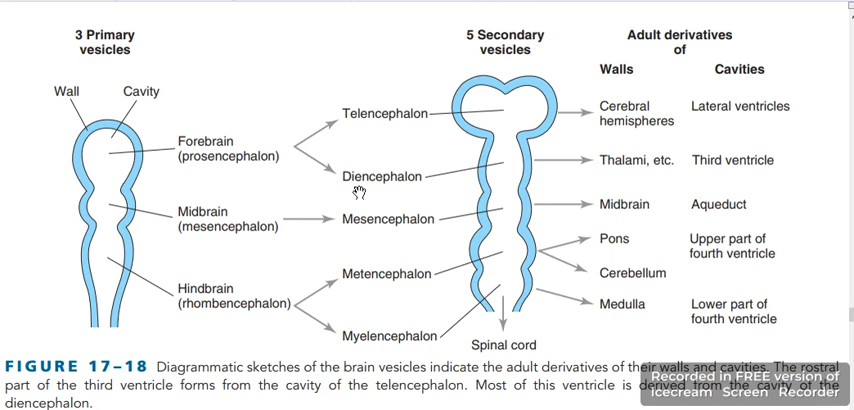 3 Primary
vesicles
5 Secondary
vesicles
Adult derivatives
of
Walls
Cavities
Wall
Cavity
Forebrain
(prosencephalon)
Midbrain
(mesencephalon)
Hindbrain
(rhombencephalon)
Telencephalon
Diencephalon
Mesencephalon
Metencephalon
Myelencephalon
Spinal cord
Cerebral
hemispheres
Lateral ventricles
Thalami, etc.
Third ventricle
Midbrain
Aqueduct
Pons
Upper part of
fourth ventricle
Cerebellum
Medulla
Lower part of
fourth ventricle
FIGURE 17–18 Diagrammatic sketches of the brain vesicles indicate the adult derivatives of their walls and cavities. The rostral
part of the third ventricle forms from the cavity of the telencephalon. Most of this ventricle is derived from the cavity of the
diencephalon.
Recorded in FREE version of
Icecream Screen Recorder